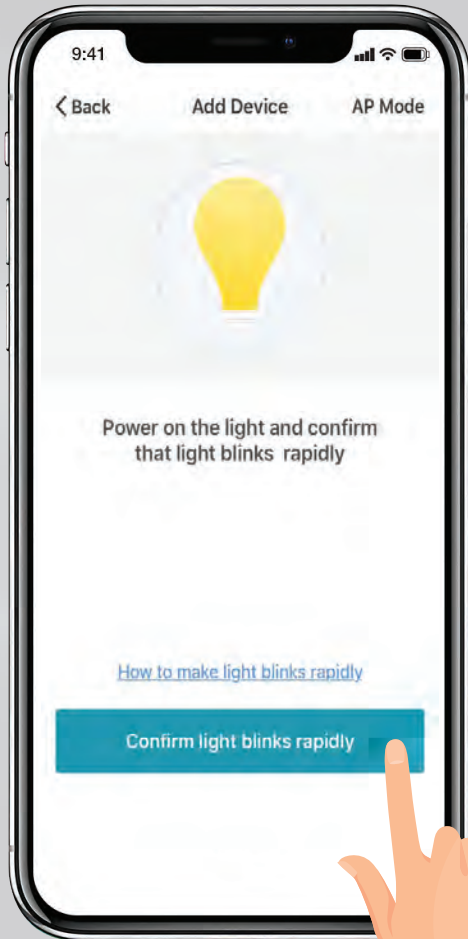 9:41
Back Add Device AP Mode
Power on the light and confirm
that light blinks rapidly
How to make light blinks rapidly
Confirm light blinks rapidly